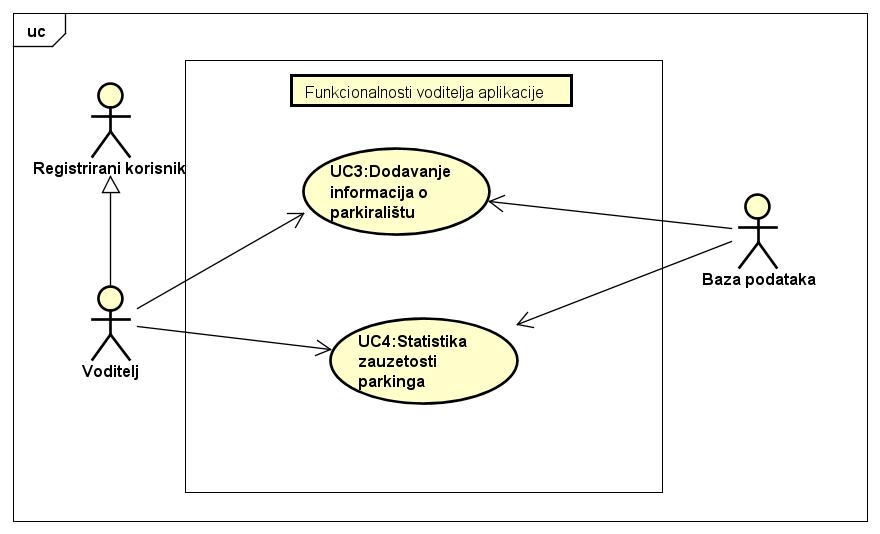 uc
Funkcionalnosti voditelja aplikacije
Registrirani korisnik
UC3:Dodavanje
informacija o
parkiralištu
Baza podataka
Voditelj
UC4:Statistika
zauzetosti
parkinga